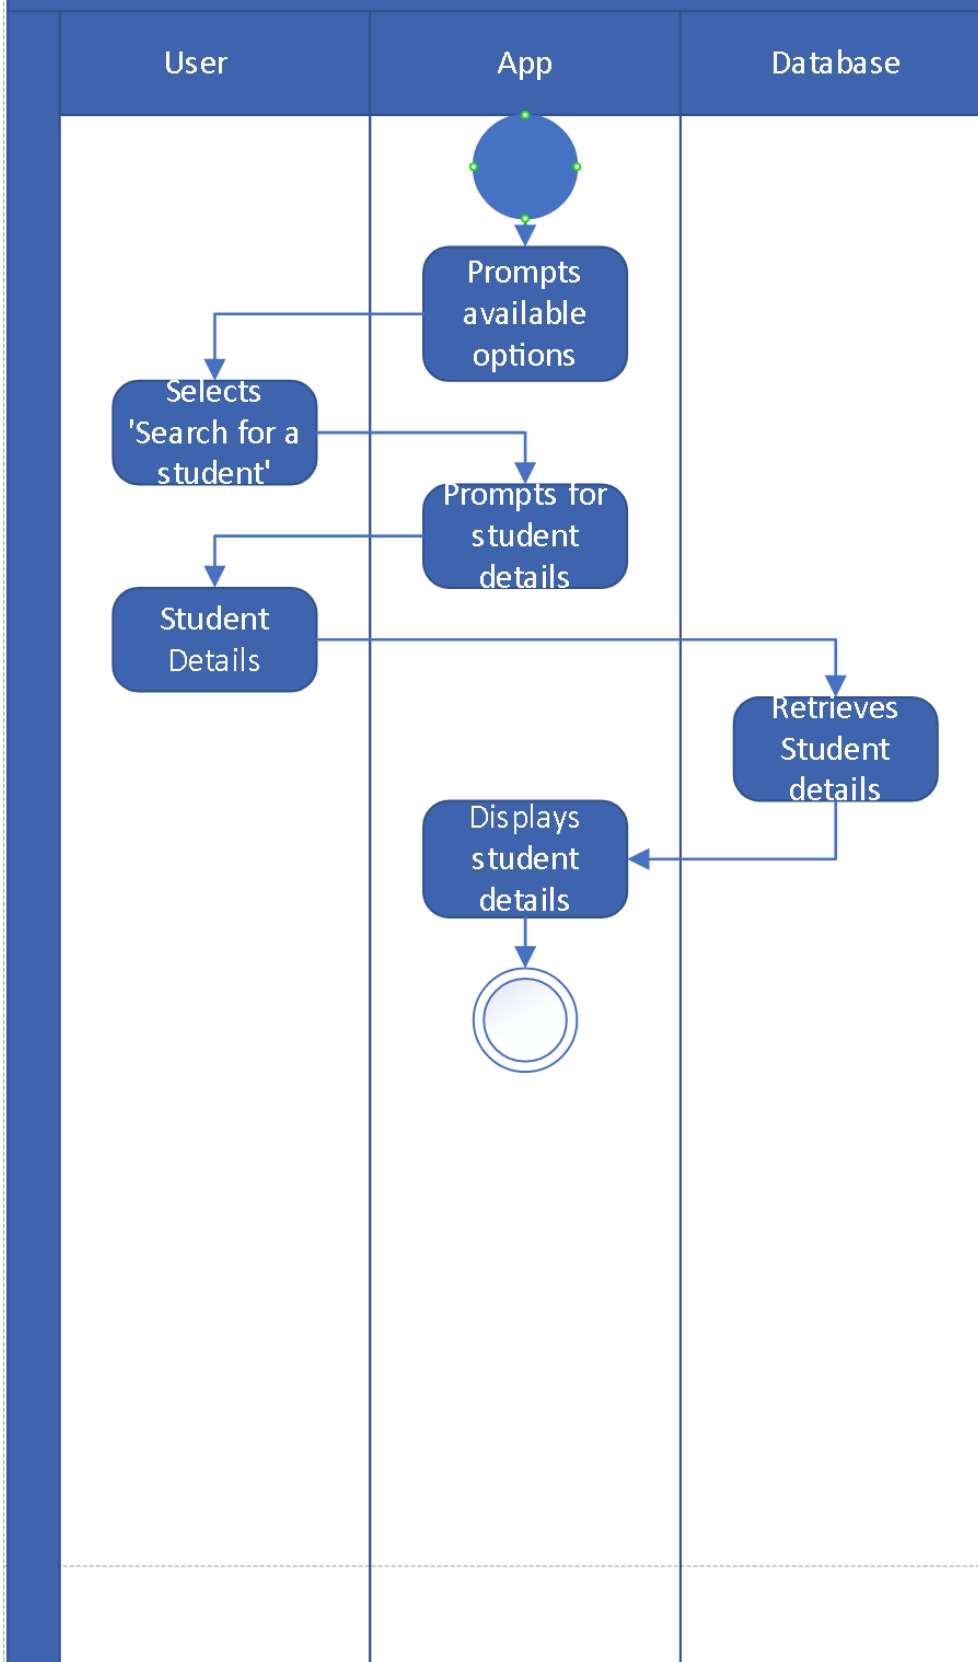 User
App
Database
Prompts
available
options
Selects
'Search for a
student'
Prompts for
student
details
Student
Details
Retrieves
Student
details
Displays
student
details